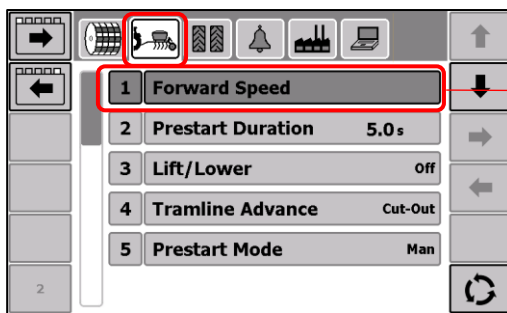 1 Forward Speed
2 Prestart Duration 5.0 s
3 Lift/Lower Off
4 Tramline Advance Cut-Out
5 Prestart Mode Man
2